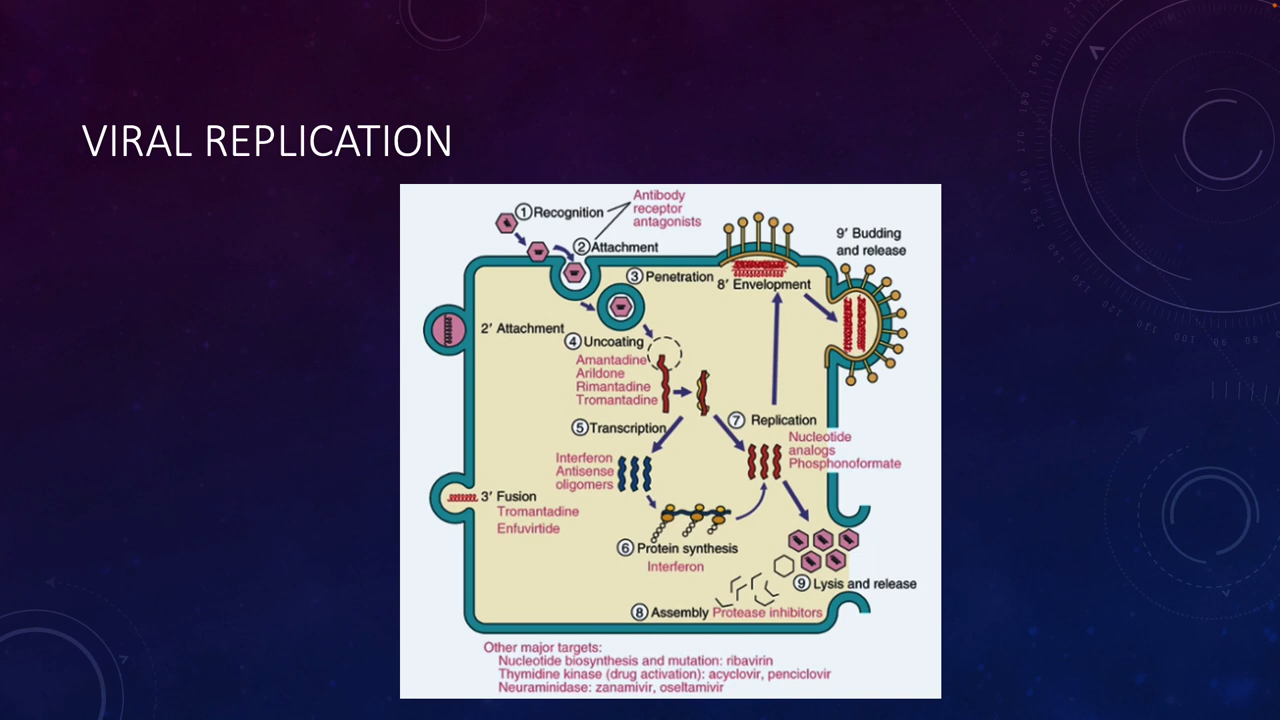 VIRAL REPLICATION
Antibody
receptor
antagonists
1 Recognition
2 Attachment
9′ Budding
and release
3 Penetration
8′ Envelopment
2′ Attachment
4 Uncoating
Amantadine
Arildone
Rimantadine
Tromantadine
5 Transcription
7 Replication
Nucleotide
analogs
Phosphonoformate
Interferon
Antisense
oligomers
3′ Fusion
Tromantadine
Enfuvirtide
6 Protein synthesis
Interferon
9 Lysis and release
8 Assembly Protease inhibitors
Other major targets:
Nucleotide biosynthesis and mutation: ribavirin
Thymidine kinase (drug activation): acyclovir, penciclovir
Neuraminidase: zanamivir, oseltamivir